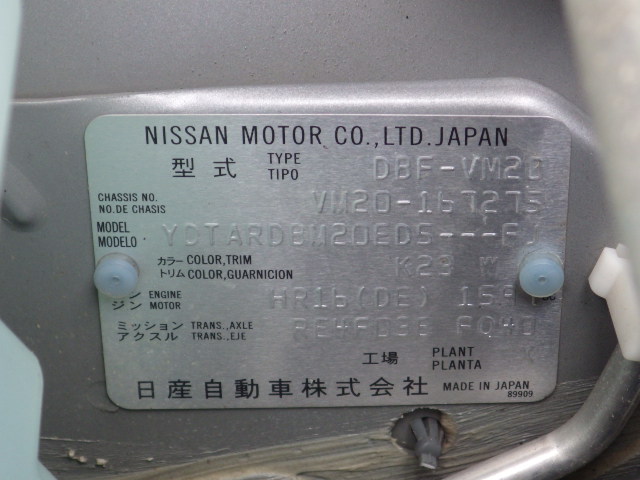 NISSAN MOTOR CO.,LTD.JAPAN
型式 TYPE TIPO DBF-VM20
CHASSIS NO. NO.DE CHASIS VM20-167275
MODEL MODELO
カラー COLOR,TRIM K23
トリム COLOR,GUARNICION
ENGINE HR16(DE)
ジン MOTOR
ミッション TRANS.,AXLE
アクスル TRANS.,EJE
工場 PLANT PLANTA
日産自動車株式会社 MADE IN JAPAN
89909